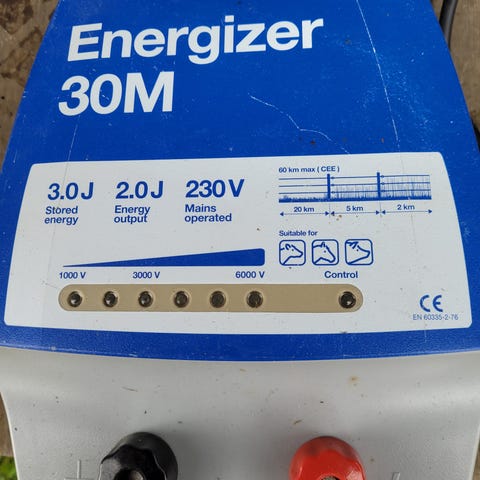 Energizer
30M
3.0 J 2.0 J 230 V
Stored energy Energy output Mains operated
60 km max ( CEE )
20 km 5 km 2 km
Suitable for
1000 V 3000 V 6000 V Control
CE
EN 60335-2-76